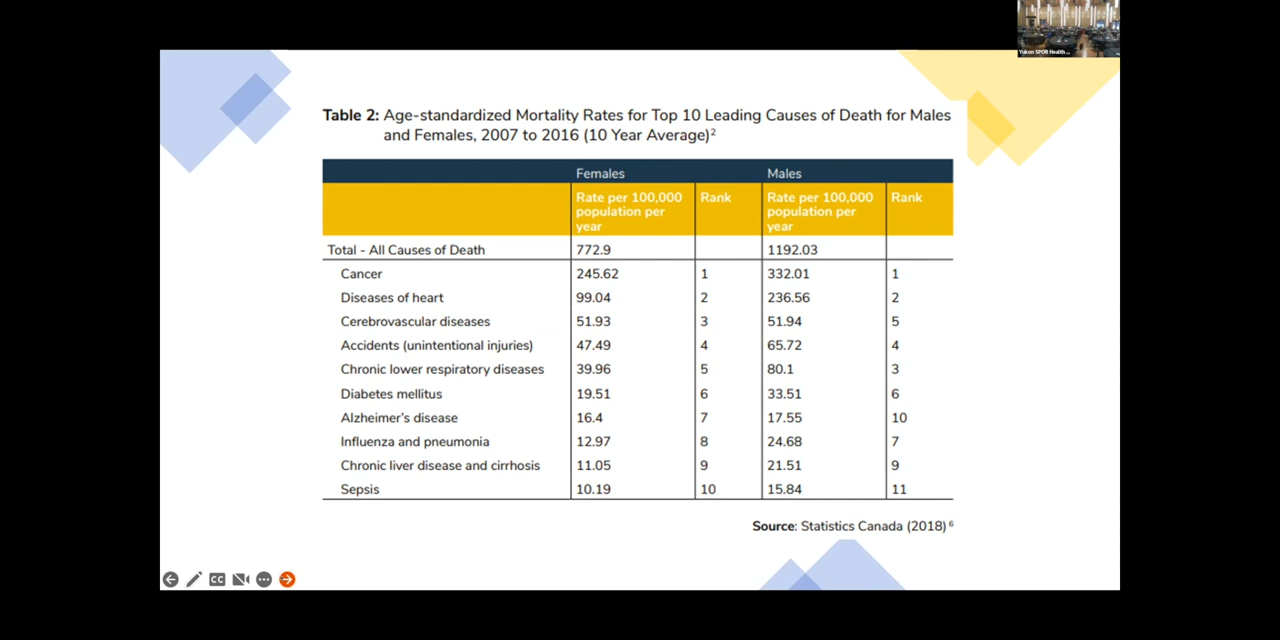 Yukon SPOR Health ...
Table 2: Age-standardized Mortality Rates for Top 10 Leading Causes of Death for Males
and Females, 2007 to 2016 (10 Year Average)2
Females Males
Rate per 100,000 population per year Rank Rate per 100,000 population per year Rank
Total - All Causes of Death 772.9 1192.03
Cancer 245.62 1 332.01 1
Diseases of heart 99.04 2 236.56 2
Cerebrovascular diseases 51.93 3 51.94 5
Accidents (unintentional injuries) 47.49 4 65.72 4
Chronic lower respiratory diseases 39.96 5 80.1 3
Diabetes mellitus 19.51 6 33.51 6
Alzheimer's disease 16.4 7 17.55 10
Influenza and pneumonia 12.97 8 24.68 7
Chronic liver disease and cirrhosis 11.05 9 21.51 9
Sepsis 10.19 10 15.84 11
Source: Statistics Canada (2018) 6
CC